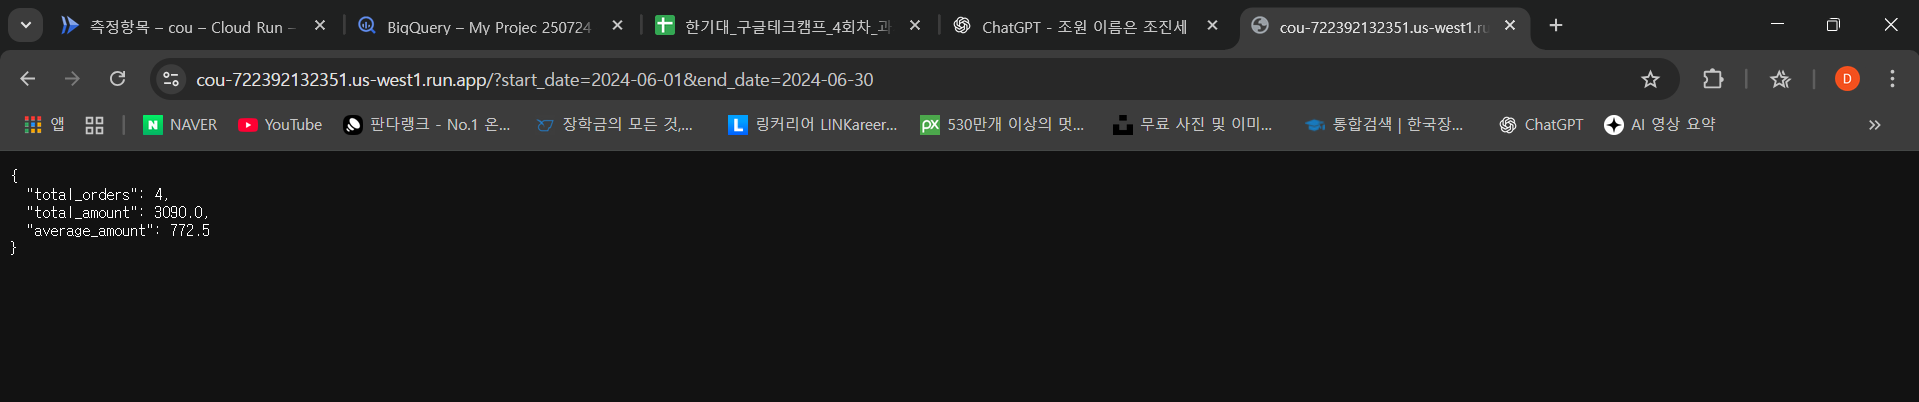 측정항목 – cou – Cloud Run –
BigQuery – My Projec 250724
한기대_구글테크캠프_4회차_과
ChatGPT - 조원 이름은 조진세
cou-722392132351.us-west1.ru
cou-722392132351.us-west1.run.app/?start_date=2024-06-01&end_date=2024-06-30
D
앱
NAVER
YouTube
판다랭크 - No.1 온...
장학금의 모든 것,...
링커리어 LINKareer...
530만개 이상의 멋...
무료 사진 및 이미...
통합검색 | 한국장...
ChatGPT
AI 영상 요약
{
"total_orders": 4,
"total_amount": 3090.0,
"average_amount": 772.5
}